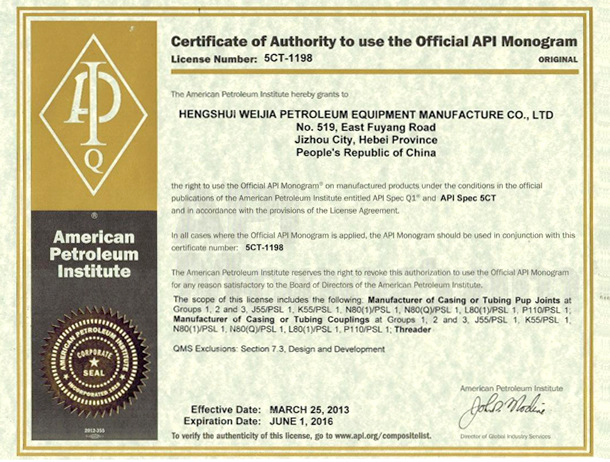 Certificate of Authority to use the Official API Monogram
License Number: 5CT-1198
ORIGINAL
API
Q
®
American
Petroleum
Institute
The American Petroleum Institute hereby grants to
HENGSHUI WEIJIA PETROLEUM EQUIPMENT MANUFACTURE CO., LTD
No. 519, East Fuyang Road
Jizhou City, Hebei Province
People's Republic of China
the right to use the Official API Monogram® on manufactured products under the conditions in the official
publications of the American Petroleum Institute entitled API Spec Q1® and API Spec 5CT
and in accordance with the provisions of the License Agreement.
In all cases where the Official API Monogram is applied, the API Monogram should be used in conjunction with this
certificate number: 5CT-1198
The American Petroleum Institute reserves the right to revoke this authorization to use the Official API Monogram
for any reason satisfactory to the Board of Directors of the American Petroleum Institute.
The scope of this license includes the following: Manufacturer of Casing or Tubing Pup Joints at
Groups 1, 2 and 3, J55/PSL 1, K55/PSL 1, N80(1)/PSL 1, N80(Q)/PSL 1, L80(1)/PSL 1, P110/PSL 1;
Manufacturer of Casing or Tubing Couplings at Groups 1, 2 and 3, J55/PSL 1, K55/PSL 1,
N80(1)/PSL 1, N80(Q)/PSL 1, L80(1)/PSL 1, P110/PSL 1; Threader
QMS Exclusions: Section 7.3, Design and Development
AMERICAN PETROLEUM INSTITUTE
CORPORATE
SEAL
INCORPORATED 1919
2012-355
American Petroleum Institute
Effective Date: MARCH 25, 2013
Expiration Date: JUNE 1, 2016
To verify the authenticity of this license, go to www.api.org/compositelist.
Director of Global Industry Services